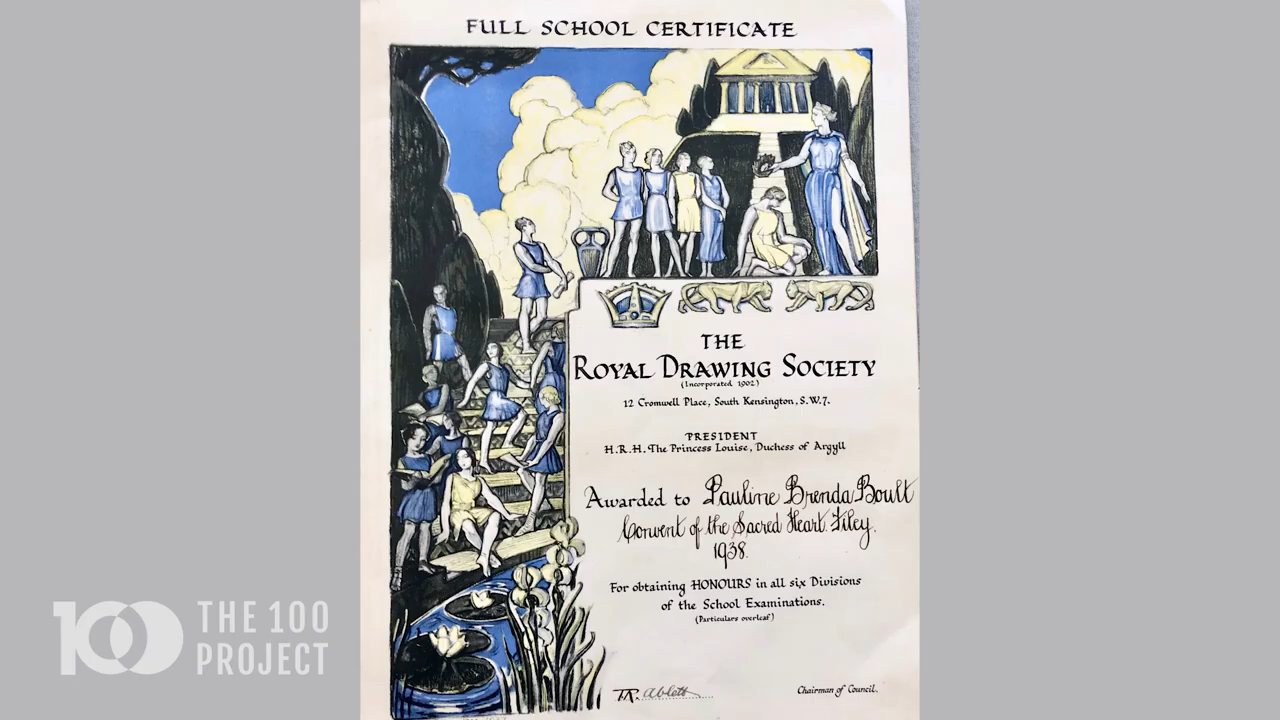 FULL SCHOOL CERTIFICATE
THE
ROYAL DRAWING SOCIETY
(Incorporated 1902)
12 Cromwell Place, South Kensington, S.W.7.
PRESIDENT
H.R.H. The Princess Louise, Duchess of Argyll
Awarded to Pauline Brenda Boult
Convent of the Sacred Heart. Filey.
1938.
For obtaining HONOURS in all six Divisions
of the School Examinations.
(Particulars overleaf)
T.R. Ablett
Chairman of Council.
100 THE 100
PROJECT